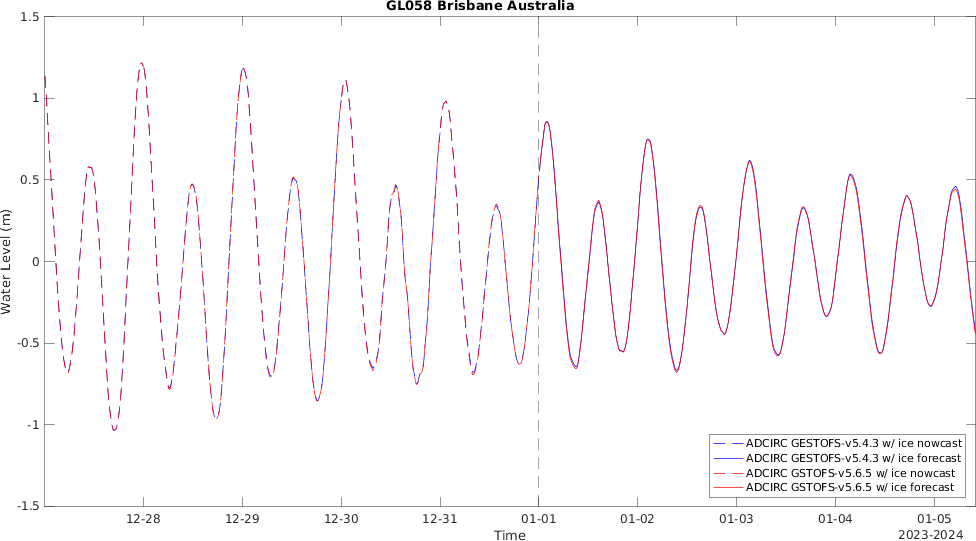 GL058 Brisbane Australia
1.5
1
0.5
0
-0.5
-1
-1.5
Water Level (m)
12-28 12-29 12-30 12-31 01-01 01-02 01-03 01-04 01-05
Time
2023-2024
ADCIRC GESTOFS-v5.4.3 w/ ice nowcast
ADCIRC GESTOFS-v5.4.3 w/ ice forecast
ADCIRC GSTOFS-v5.6.5 w/ ice nowcast
ADCIRC GSTOFS-v5.6.5 w/ ice forecast